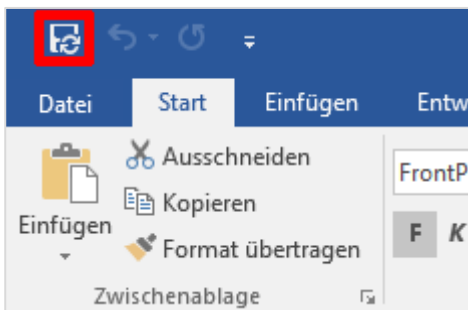 Datei Start Einfügen Entw
Ausschneiden
FrontP
Kopieren
Einfügen
F K
Format übertragen
Zwischenablage